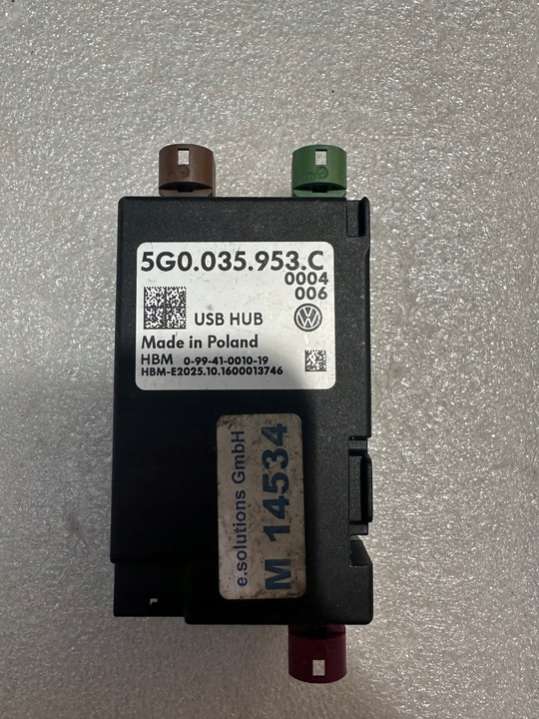 5G0.035.953.C
0004
006
USB HUB
Made in Poland
HBM 0-99-41-0010-19
HBM-E2025.10.1600013746
e.solutions GmbH
M 14534